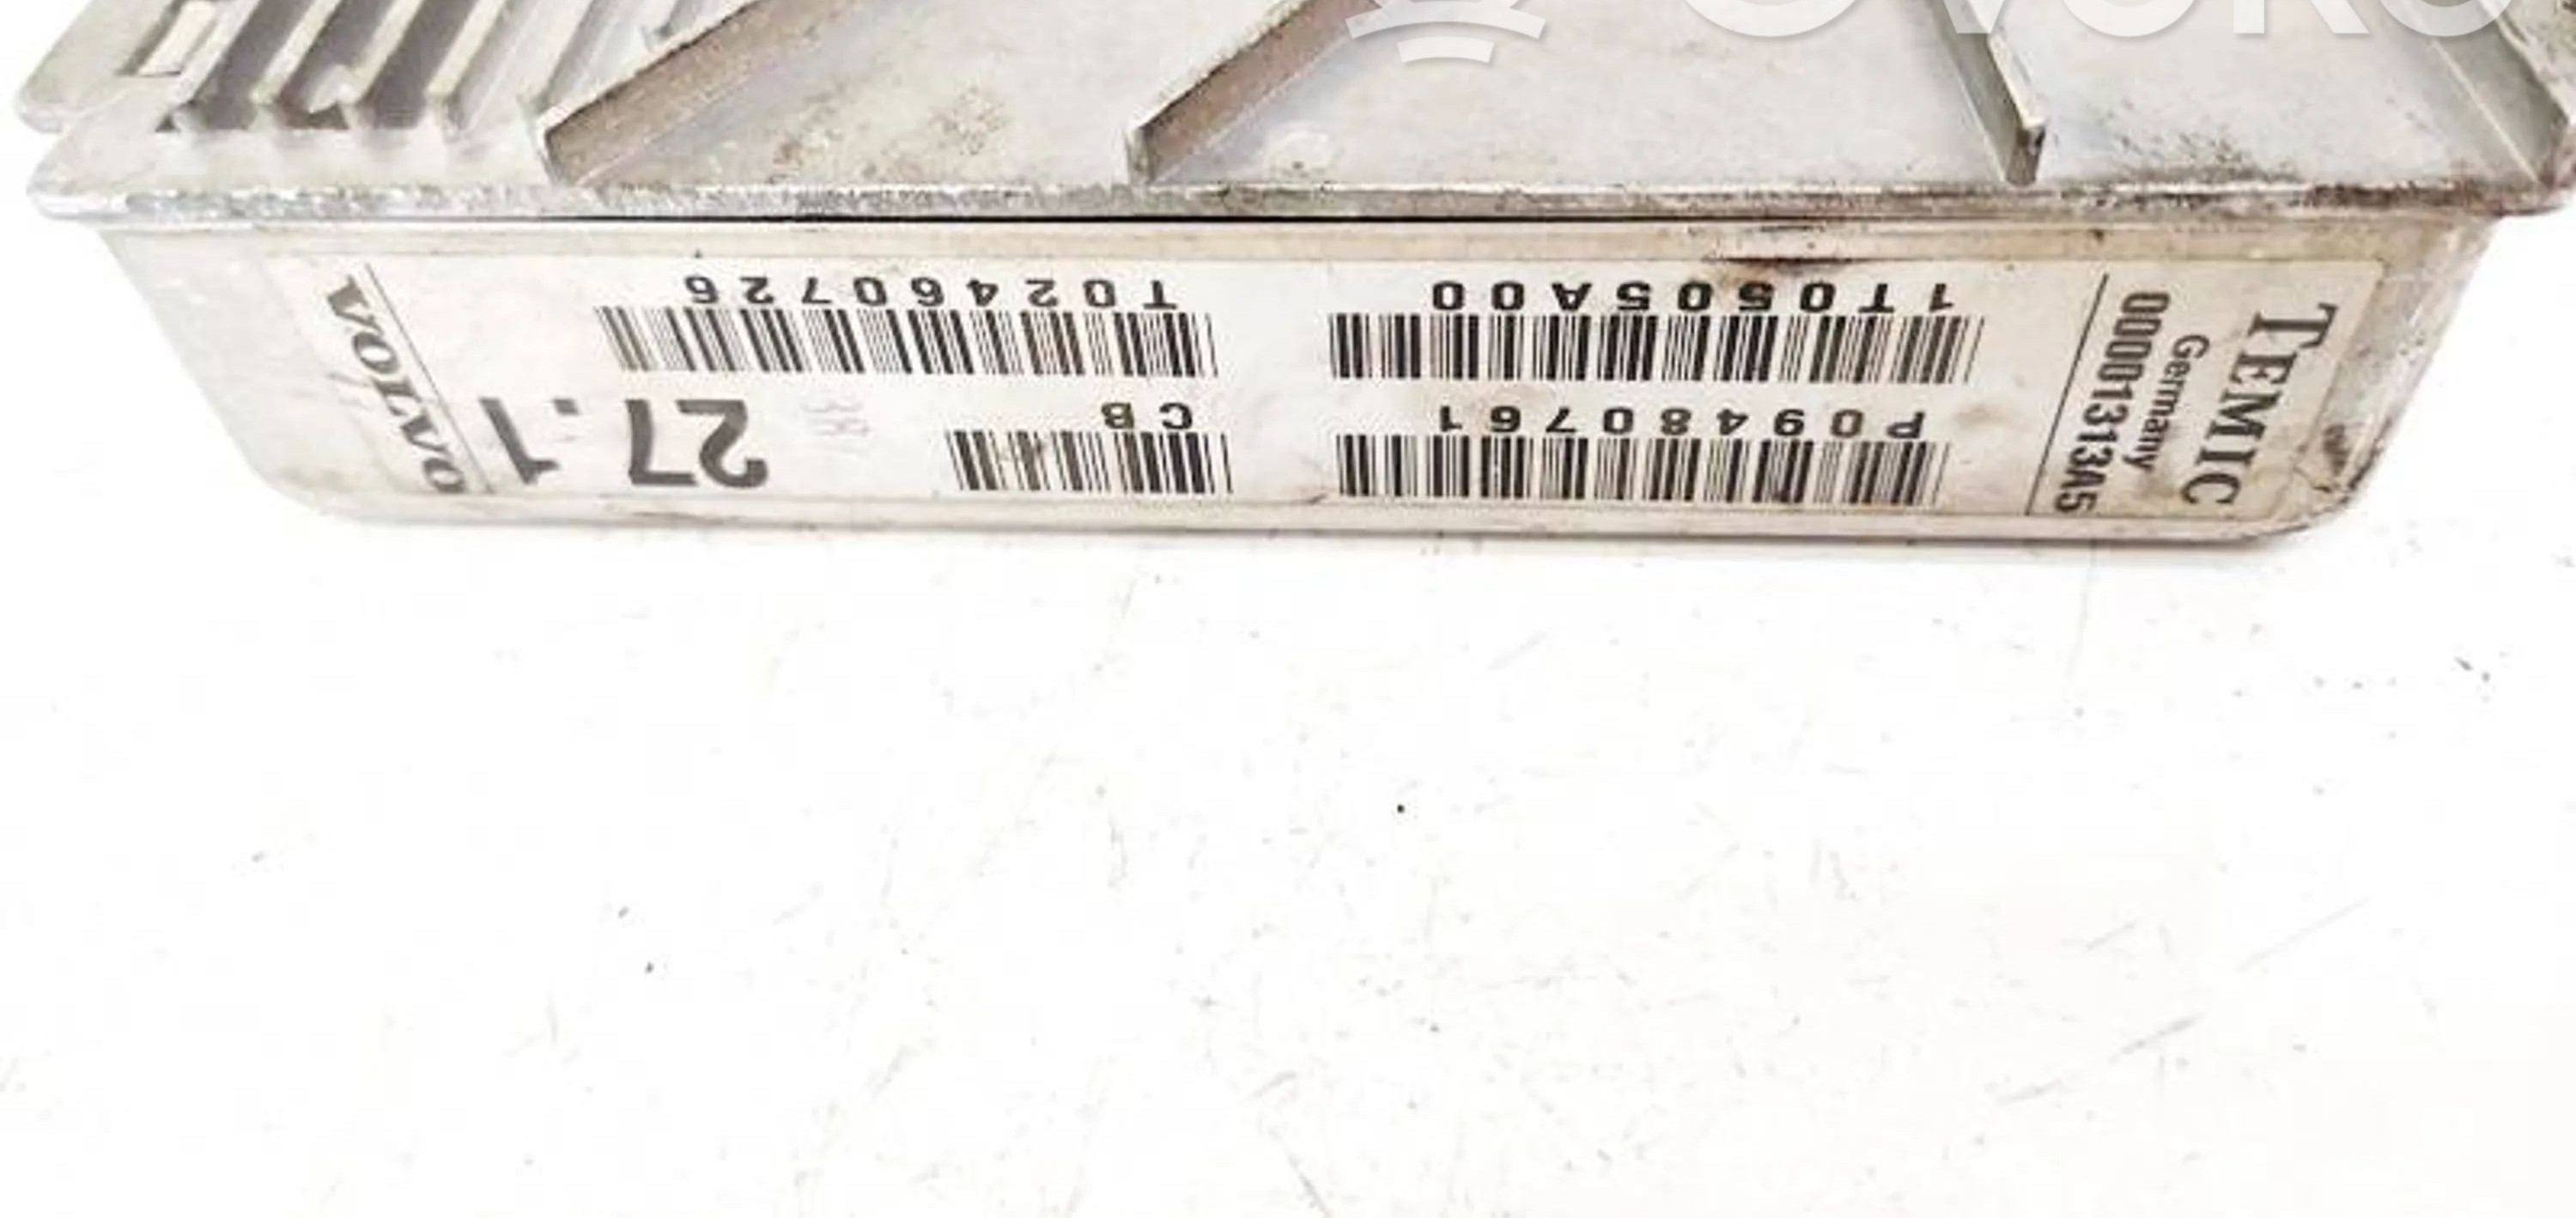 TEMIC
Germany
00001313A5
P09480761
CB
27.1
1T0505A00
T02460726
VOLVO